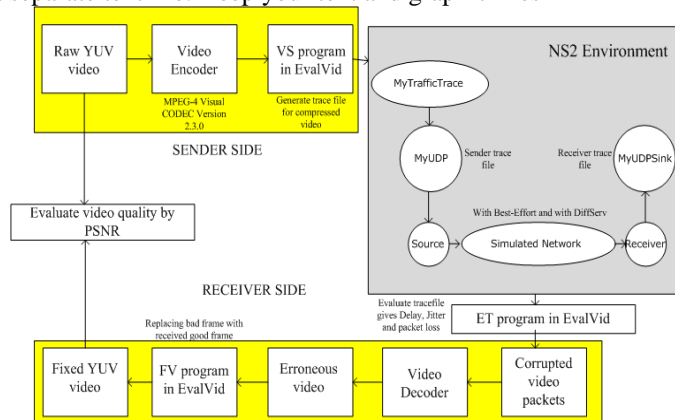 Raw YUV
video
Video
Encoder
VS program
in EvalVid
MPEG-4 Visual
CODEC Version
2.3.0
Generate trace file
for compressed
video
SENDER SIDE
NS2 Environment
MyTrafficTrace
MyUDP
Sender trace
file
Receiver trace
file
MyUDPSink
With Best-Effort and with DiffServ
Source
Simulated Network
Receiver
Evaluate video quality by
PSNR
RECEIVER SIDE
Evaluate tracefile
gives Delay, Jitter
and packet loss
ET program in EvalVid
Replacing bad frame with
received good frame
Fixed YUV
video
FV program
in EvalVid
Erroneous
video
Video
Decoder
Corrupted
video
packets